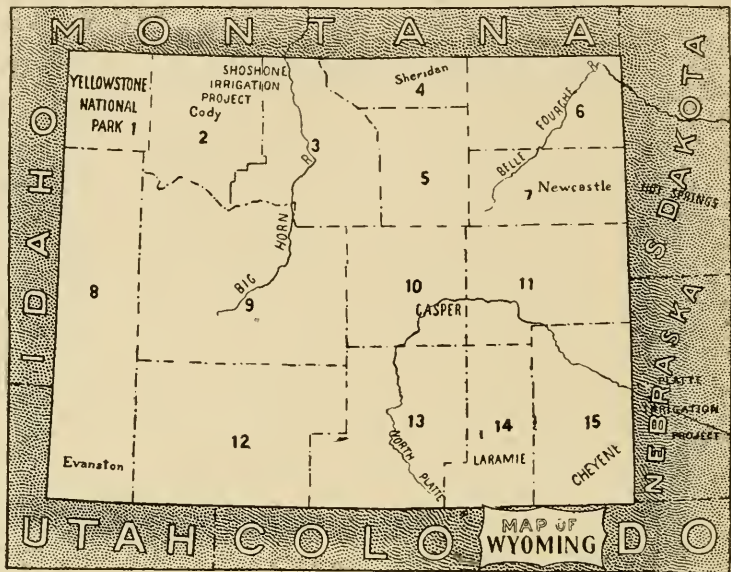 MONTANA
IDAHO
S DAKOTA
NEBRASKA
UTAH
COLORADO
YELLOWSTONE
NATIONAL
PARK 1
SHOSHONE
IRRIGATION
PROJECT
Cody
2
3
BIG HORN R
Sheridan
4
5
6
BELLE FOURCHE R.
7 Newcastle
HOT SPRINGS
8
9
10
CASPER
11
12
Evanston
13
NORTH PLATTE
14
LARAMIE
15
CHEYENE
PLATTE
IRRIGATION
PROJECT
MAP OF
WYOMING